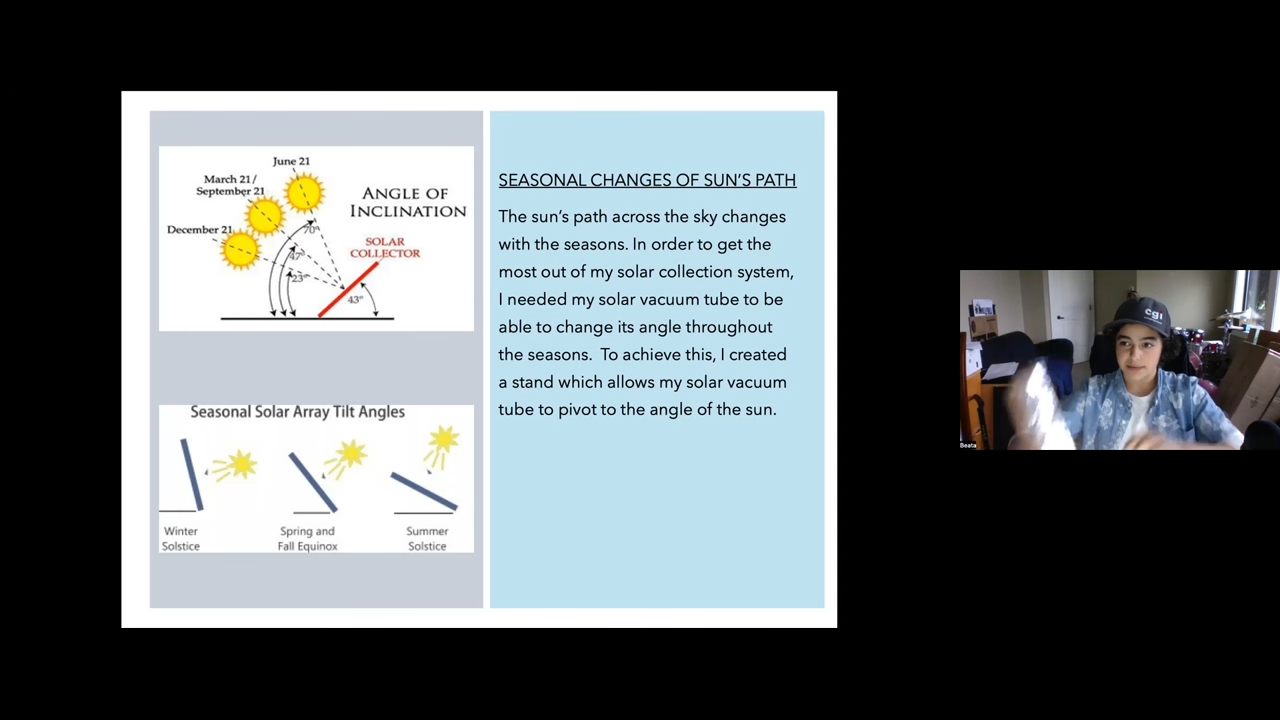 June 21
March 21/
September 21
December 21
ANGLE OF
INCLINATION
SOLAR
COLLECTOR
70°
47°
23°
43°
Seasonal Solar Array Tilt Angles
Winter
Solstice
Spring and
Fall Equinox
Summer
Solstice
SEASONAL CHANGES OF SUN'S PATH
The sun's path across the sky changes
with the seasons. In order to get the
most out of my solar collection system,
I needed my solar vacuum tube to be
able to change its angle throughout
the seasons.  To achieve this, I created
a stand which allows my solar vacuum
tube to pivot to the angle of the sun.
cgi
Beata